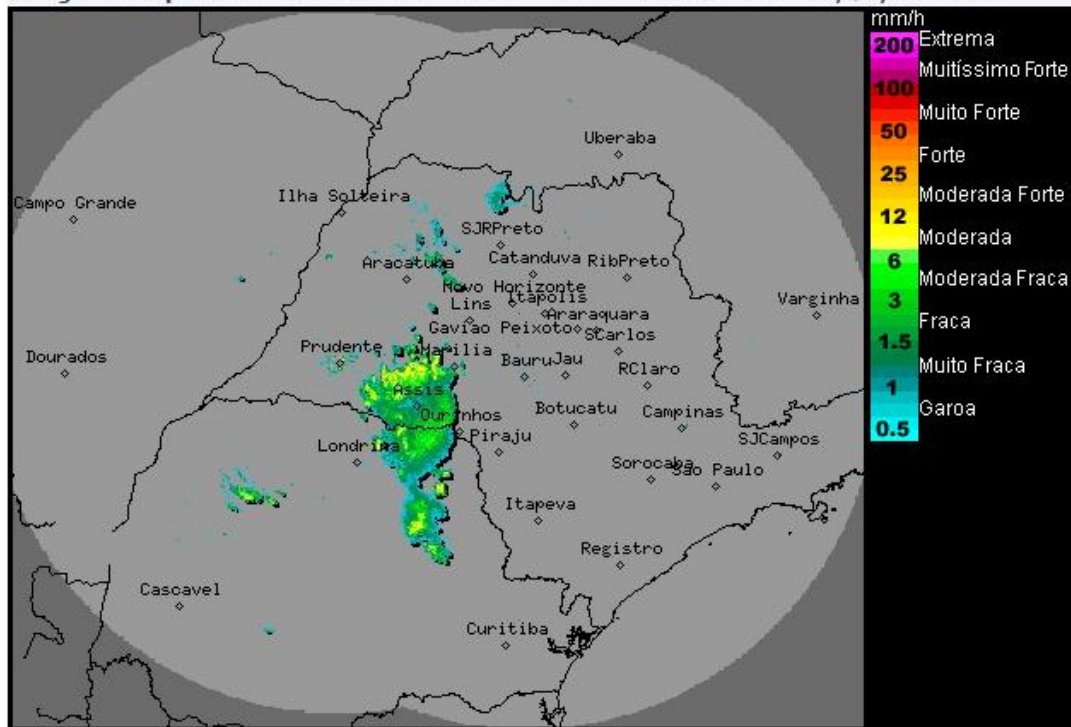 mm/h
200 Extrema
Muitíssimo Forte
100
Muito Forte
50
Forte
25
Moderada Forte
12
Moderada
6
Moderada Fraca
3
Fraca
1.5
Muito Fraca
1
Garoa
0.5
Uberaba
Campo Grande
Ilha Solteira
SJRPreto
Aracatuba
Catanduva
RibPreto
Novo Horizonte
Lins
Itapolis
Varginha
Araraquara
Gaviao Peixoto
SCarlos
Prudente
Marilia
Dourados
Bauru
Jau
RClaro
Assis
Ourinhos
Botucatu
Campinas
Londrina
Piraju
SJCampos
Sorocaba
Sao Paulo
Itapeva
Registro
Cascavel
Curitiba